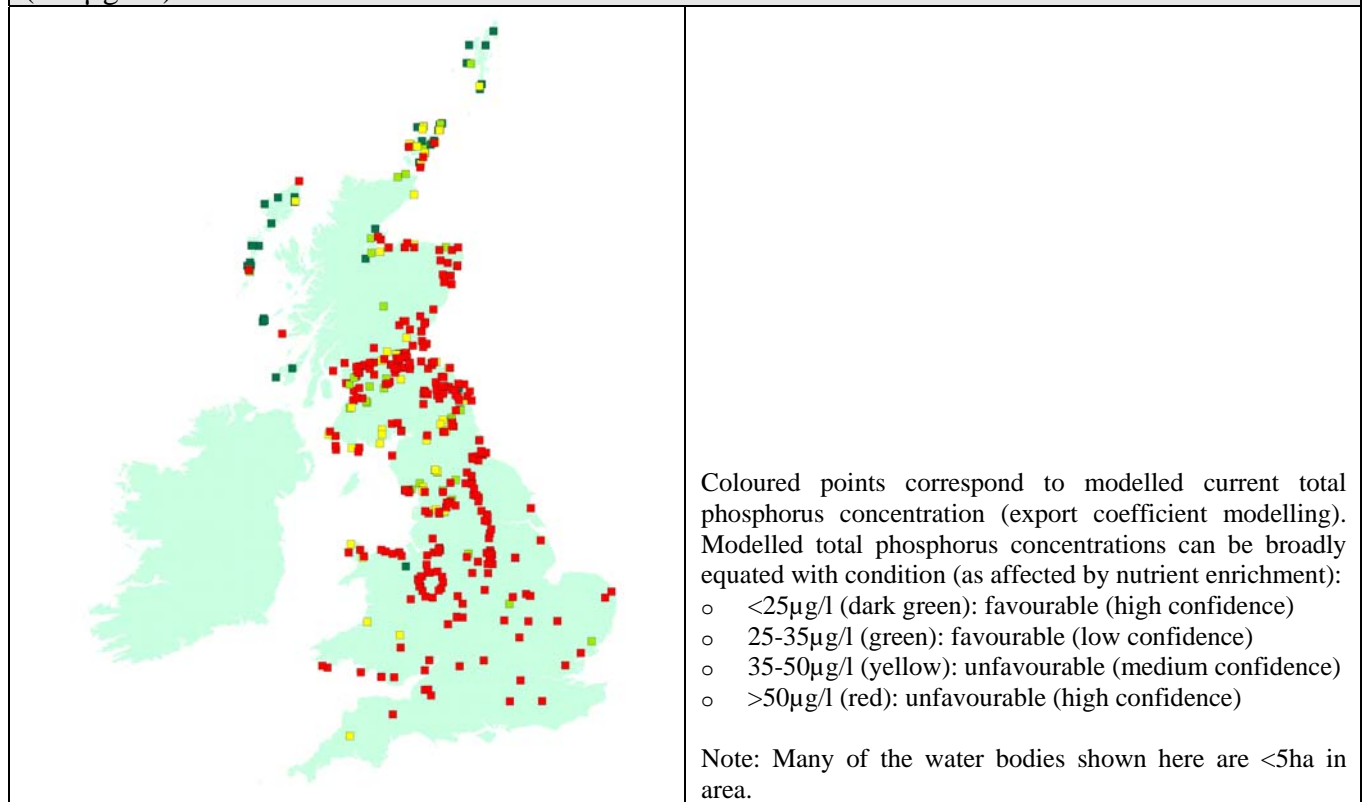 Coloured points correspond to modelled current total
phosphorus concentration (export coefficient modelling).
Modelled total phosphorus concentrations can be broadly
equated with condition (as affected by nutrient enrichment):
o <25µg/l (dark green): favourable (high confidence)
o 25-35µg/l (green): favourable (low confidence)
o 35-50µg/l (yellow): unfavourable (medium confidence)
o >50µg/l (red): unfavourable (high confidence)
Note: Many of the water bodies shown here are <5ha in
area.